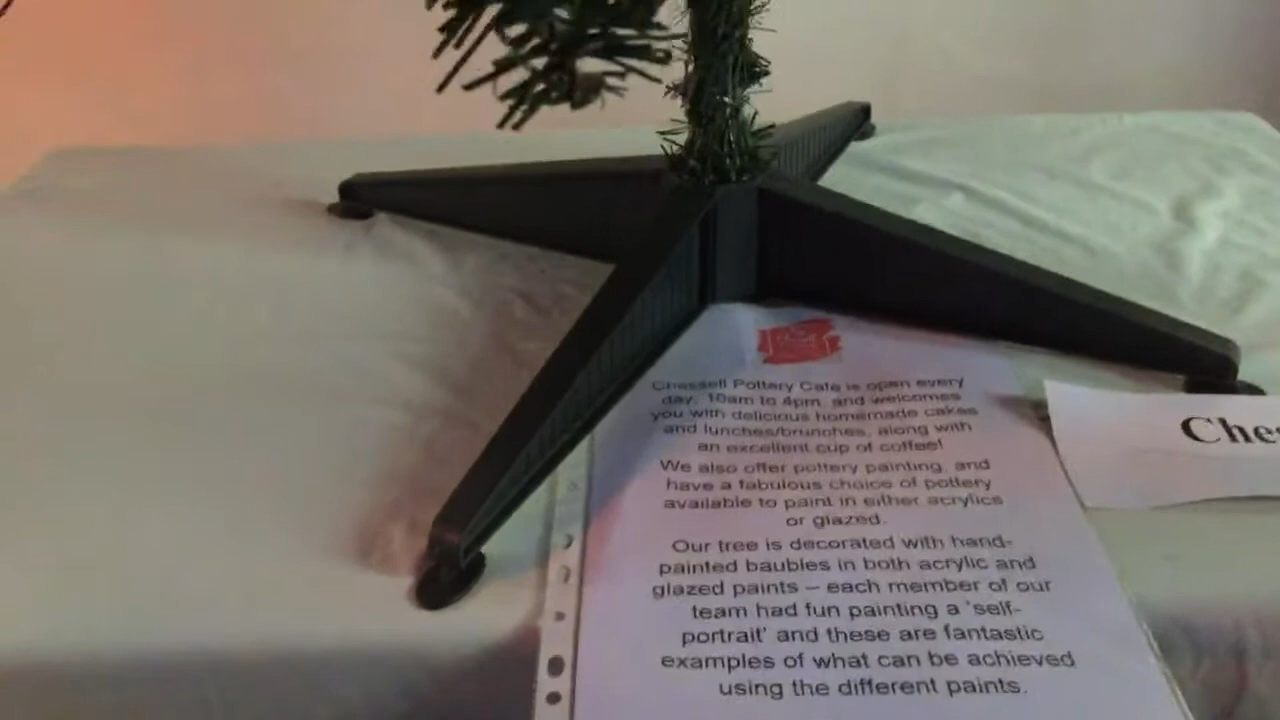 Chessell Pottery Cafe is open every
day, 10am to 4pm, and welcomes
you with delicious homemade cakes
and lunches/brunches, along with
an excellent cup of coffee!
We also offer pottery painting, and
have a fabulous choice of pottery
available to paint in either acrylics
or glazed.
Our tree is decorated with hand-
painted baubles in both acrylic and
glazed paints – each member of our
team had fun painting a 'self-
portrait' and these are fantastic
examples of what can be achieved
using the different paints.
Ches